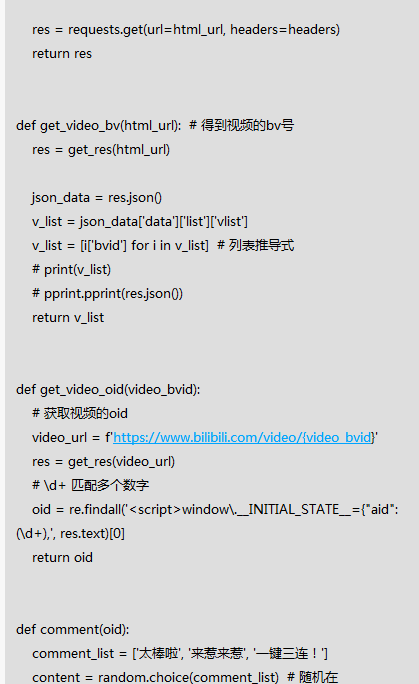 res = requests.get(url=html_url, headers=headers)
return res
def get_video_bv(html_url):  # 得到视频的bv号
res = get_res(html_url)
json_data = res.json()
v_list = json_data['data']['list']['vlist']
v_list = [i['bvid'] for i in v_list]  # 列表推导式
# print(v_list)
# pprint.pprint(res.json())
return v_list
def get_video_oid(video_bvid):
# 获取视频的oid
video_url = f'https://www.bilibili.com/video/{video_bvid}'
res = get_res(video_url)
# \d+ 匹配多个数字
oid = re.findall('<script>window\.__INITIAL_STATE__={"aid":
(\d+),', res.text)[0]
return oid
def comment(oid):
comment_list = ['太棒啦', '来惹来惹', '一键三连！']
content = random.choice(comment_list)  # 随机在